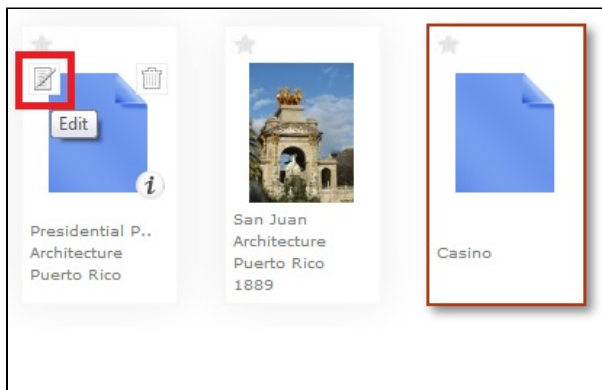 Edit
i
Presidential P..
Architecture
Puerto Rico
San Juan
Architecture
Puerto Rico
1889
Casino